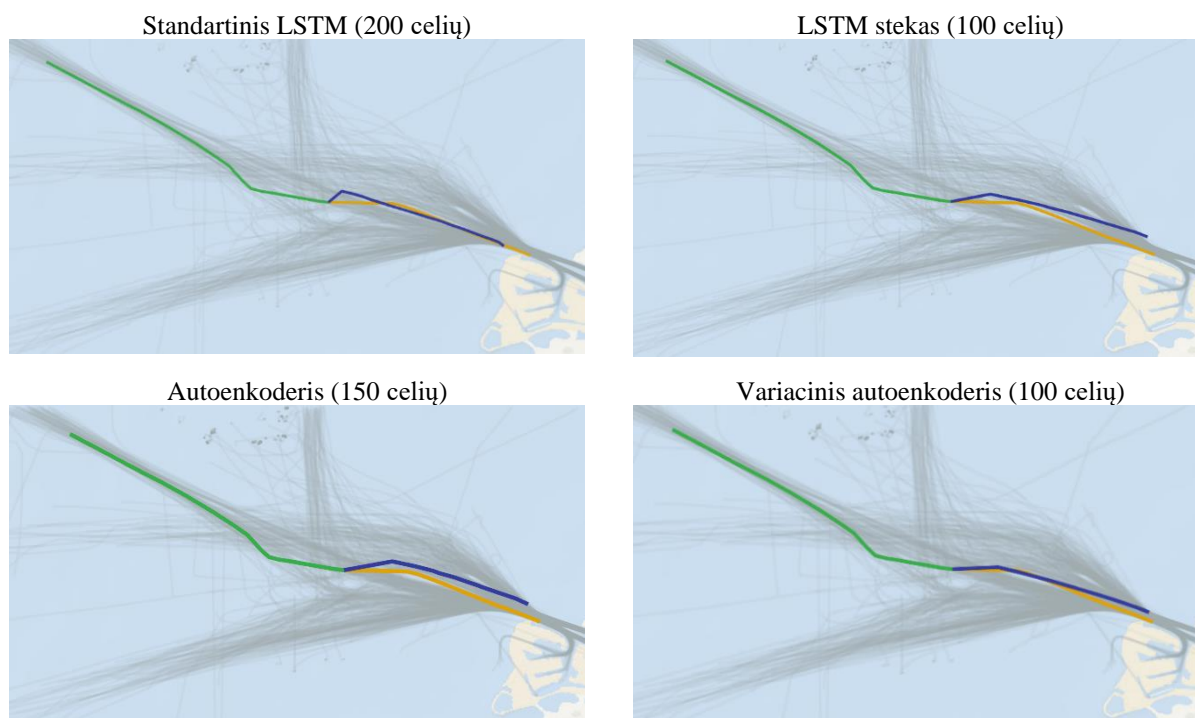 Standartinis LSTM (200 celių)
LSTM stekas (100 celių)
Autoenkoderis (150 celių)
Variacinis autoenkoderis (100 celių)